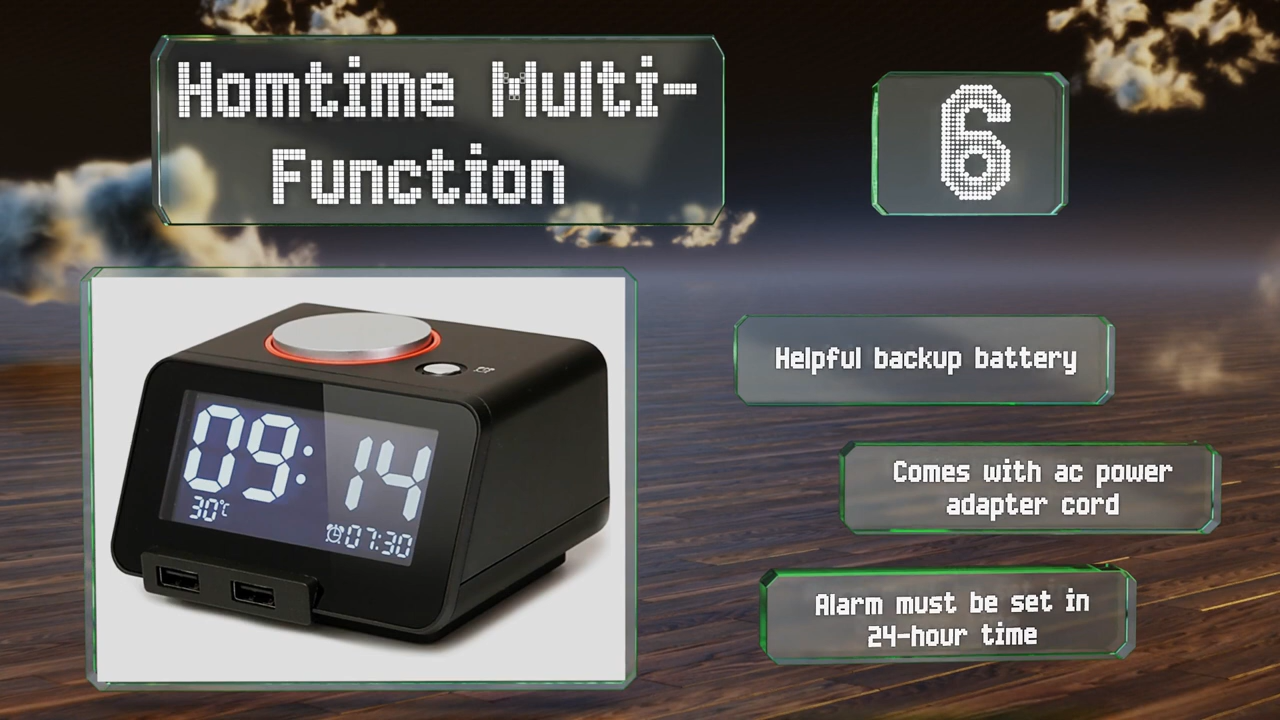 Homtime Multi-
Function
6
09:14
30°C
07:30
Helpful backup battery
Comes with ac power
adapter cord
Alarm must be set in
24-hour time